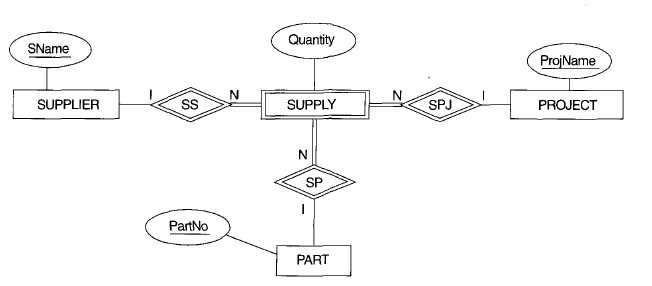 Quantity
SName
ProjName
SUPPLIER
I
SS
N
SUPPLY
N
SPJ
I
PROJECT
N
SP
I
PartNo
PART